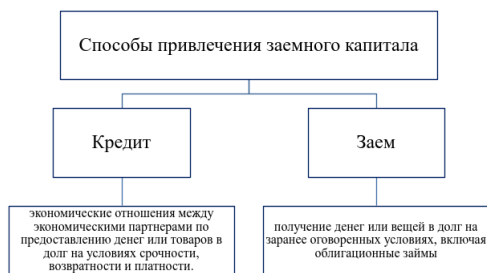 Способы привлечения заемного капитала
Кредит
Заем
экономические отношения между
экономическими партнерами по
предоставлению денег или товаров в
долг на условиях срочности,
возвратности и платности.
получение денег или вещей в долг на
заранее оговоренных условиях, включая
облигационные займы